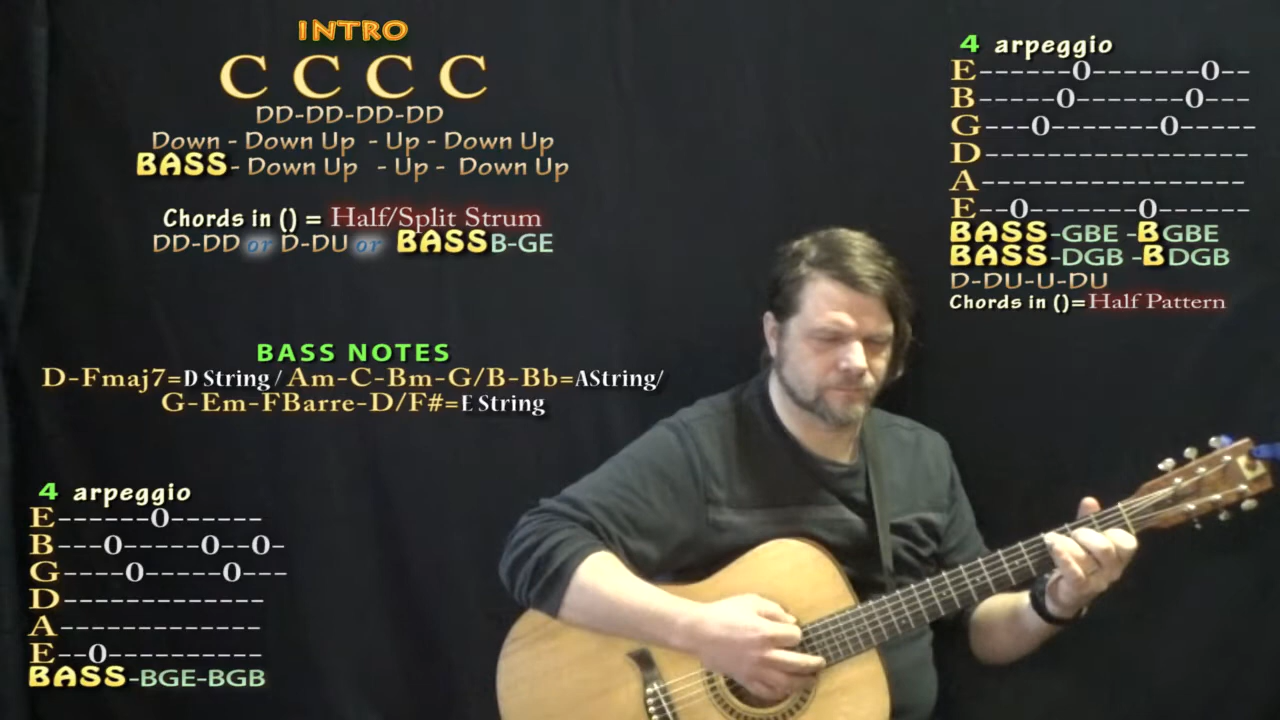 INTRO
C C C C
DD-DD-DD-DD
Down - Down Up - Up - Down Up
BASS- Down Up - Up - Down Up
Chords in () = Half/Split Strum
DD-DD or D-DU or BASSB-GE
BASS NOTES
D-Fmaj7=D String / Am-C-Bm-G/B-Bb=AString/
G-Em-FBarre-D/F#=E String
4 arpeggio
E------0------
B---0-----0--0-
G----0-----0---
D-------------
A------------
E--0----------
BASS-BGE-BGB
4 arpeggio
E------0-------0--
B-----0-------0---
G---0-------0-----
D-----------------
A-----------------
E--0-------0------
BASS-GBE -BGBE
BASS-DGB -BDGB
D-DU-U-DU
Chords in ()=Half Pattern